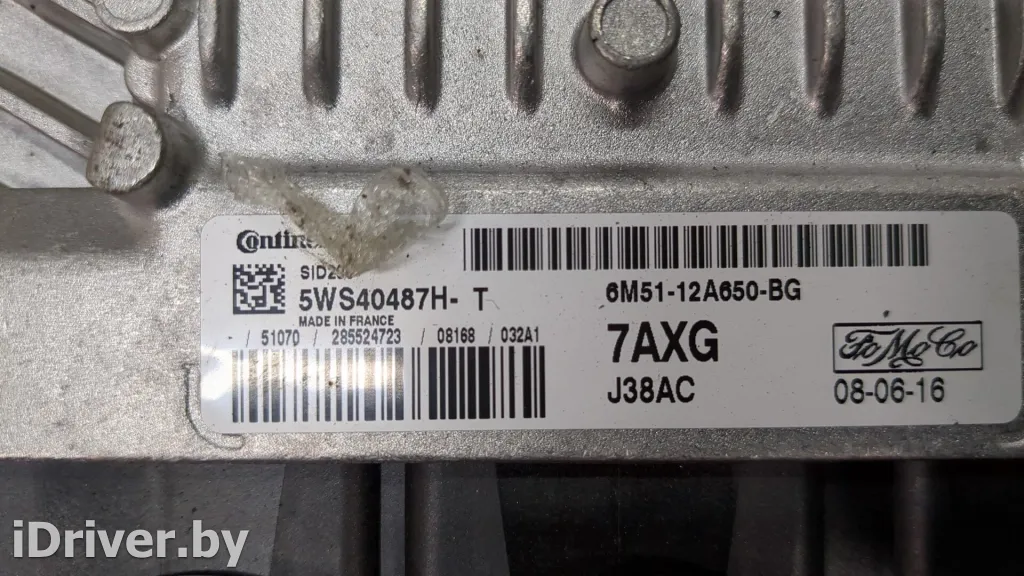 SID
5WS40487H- T
MADE IN FRANCE
- / 51070 / 285524723 / 08168 / 032A1
6M51-12A650-BG
7AXG
J38AC
FoMoCo
08-06-16
iDriver.by